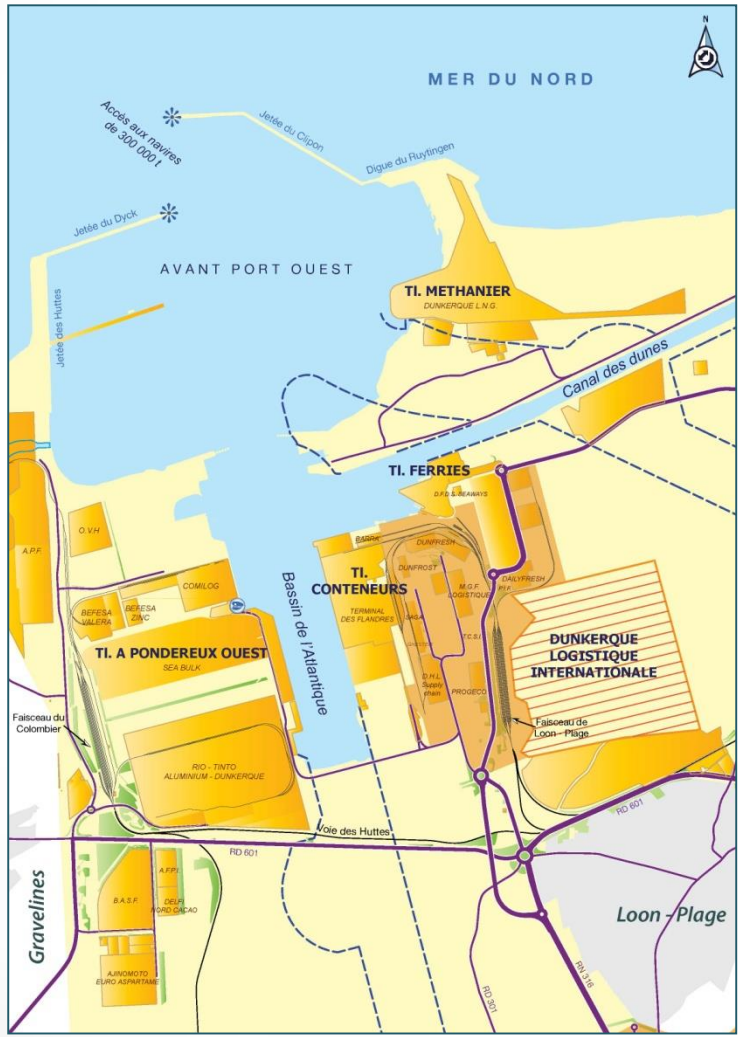 N
MER DU NORD
Accès aux navires
de 300 000 t
Jetée du Clipon
Digue du Ruytingen
Jetée du Dyck
AVANT PORT OUEST
Jetée des Huttes
TI. METHANIER
DUNKERQUE L.N.G.
Canal des dunes
TI. FERRIES
D.F.D.S SEAWAYS
A.P.F.
O.V.H
BARRA
DUNFRESH
DUNFROST
TI.
CONTENEURS
TERMINAL
DES FLANDRES
M.G.F.
LOGISTIQUE
DAILYFRESH
P.I.F.
SAGA
T.C.S.I.
COMILOG
BEFESA
VALERA
BEFESA
ZINC
TI. A PONDEREUX OUEST
SEA BULK
Bassin de l'Atlantique
D.H.L
Supply
chain
PROGECO
DUNKERQUE
LOGISTIQUE
INTERNATIONALE
Faisceau du
Colombier
Faisceau de
Loon - Plage
RIO - TINTO
ALUMINIUM - DUNKERQUE
Voie des Huttes
RD 601
RD 601
Gravelines
B.A.S.F.
A.F.P.I.
DELFI
NORD CACAO
AJINOMOTO
EURO ASPARTAME
Loon - Plage
RD 301
RN 316